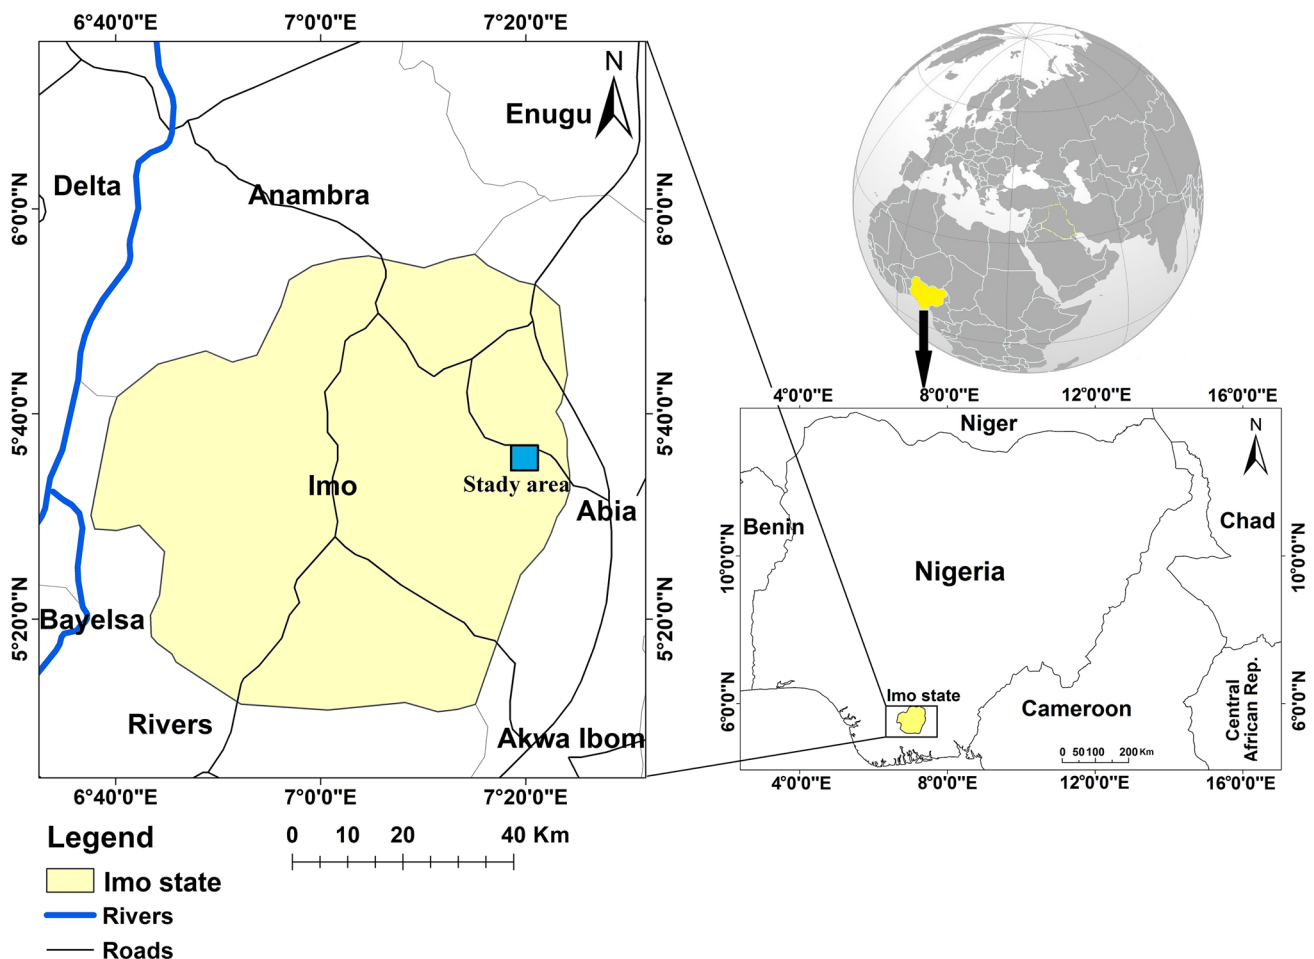 6°40'0"E
7°0'0"E
7°20'0"E
N
Enugu
Delta
Anambra
6°0'0"N
6°0'0"N
5°40'0"N
5°40'0"N
Imo
Stady area
Abia
Bayelsa
5°20'0"N
5°20'0"N
Rivers
Akwa Ibom
6°40'0"E
7°0'0"E
7°20'0"E
4°0'0"E
8°0'0"E
12°0'0"E
16°0'0"E
Niger
N
Benin
Chad
10°0'0"N
10°0'0"N
Nigeria
Imo state
Cameroon
Central
African Rep.
6°0'0"N
6°0'0"N
0 50 100 200 Km
4°0'0"E
8°0'0"E
12°0'0"E
16°0'0"E
Legend
0 10 20 40 Km
Imo state
Rivers
Roads